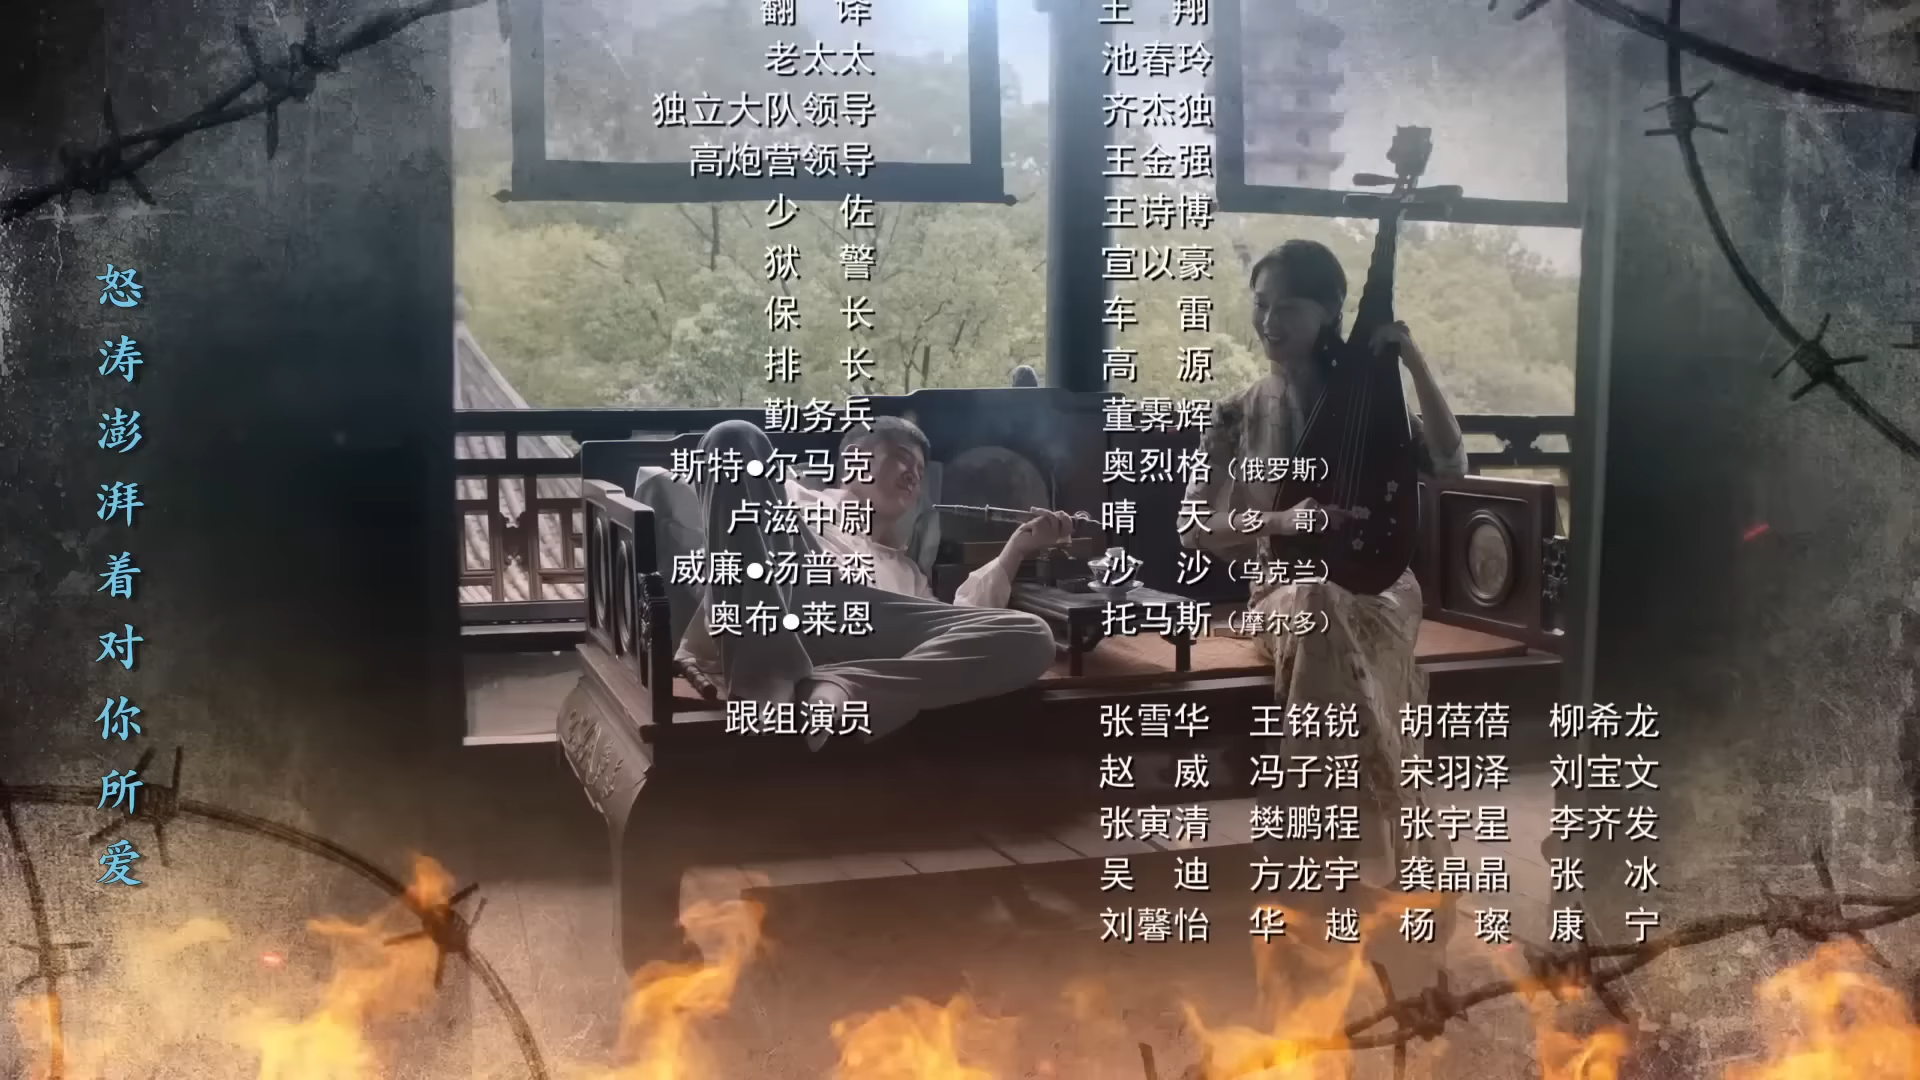 怒涛澎湃着对你所爱
翻 译 王 翔
老太太 池春玲
独立大队领导 齐杰独
高炮营领导 王金强
少 佐 王诗博
狱 警 宣以豪
保 长 车 雷
排 长 高 源
勤务兵 董霁辉
斯特●尔马克 奥烈格（俄罗斯）
卢滋中尉 晴 天（多 哥）
威廉●汤普森 沙 沙（乌克兰）
奥布●莱恩 托马斯（摩尔多）
跟组演员 张雪华 王铭锐 胡蓓蓓 柳希龙
赵 威 冯子滔 宋羽泽 刘宝文
张寅清 樊鹏程 张宇星 李齐发
吴 迪 方龙宇 龚晶晶 张 冰
刘馨怡 华 越 杨 璨 康 宁